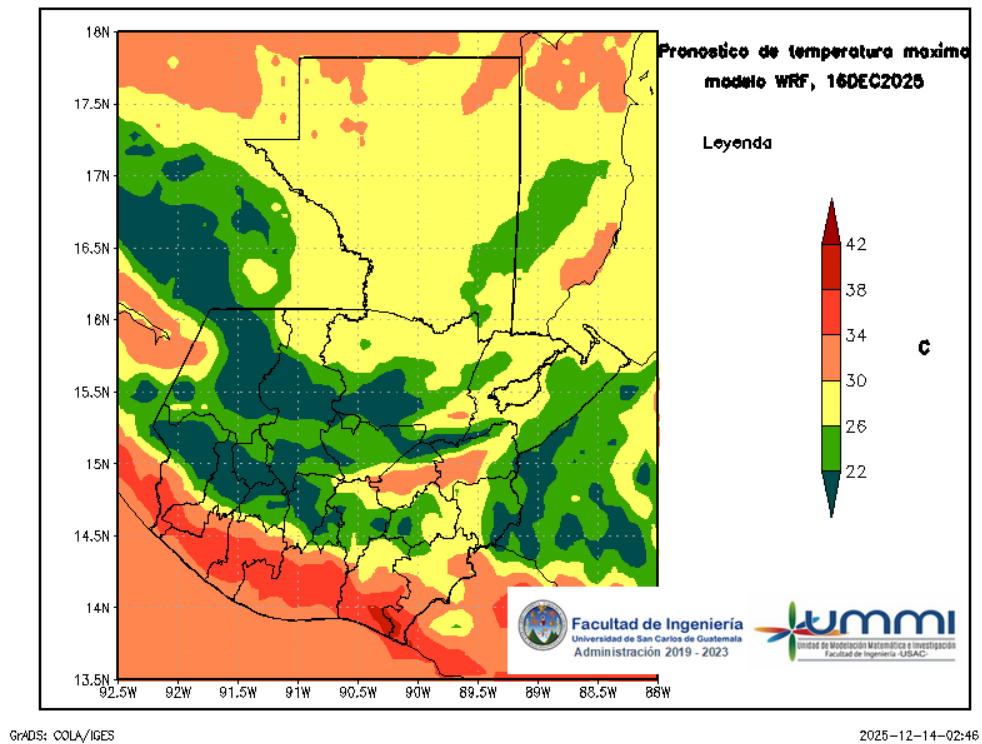 Pronostico de temperatura maxima
modelo WRF, 16DEC2025
Leyenda
42
38
34
30
26
22
C
18N
17.5N
17N
16.5N
16N
15.5N
15N
14.5N
14N
13.5N
92.5W 92W 91.5W 91W 90.5W 90W 89.5W 89W 88.5W 88W
Facultad de Ingeniería
Universidad de San Carlos de Guatemala
Administración 2019 - 2023
ummi
Unidad de Modelación Matemática e Investigación
Facultad de Ingeniería -USAC-
GrADS: COLA/IGES
2025-12-14-02:46